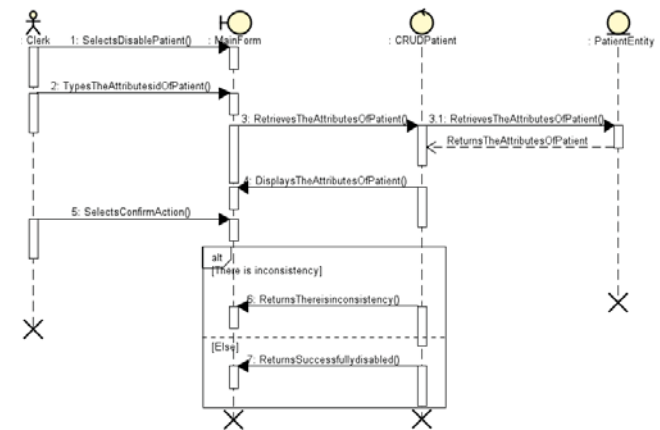 : Clerk
: MainForm
: CRUDPatient
: PatientEntity
1: SelectsDisablePatient()
2: TypesTheAttributesidOfPatient()
3: RetrievesTheAttributesOfPatient()
3.1: RetrievesTheAttributesOfPatient()
ReturnsTheAttributesOfPatient
4: DisplaysTheAttributesOfPatient()
5: SelectsConfirmAction()
alt
[There is inconsistency]
6: ReturnsThereisinconsistency()
[Else]
7: ReturnsSuccessfullydisabled()